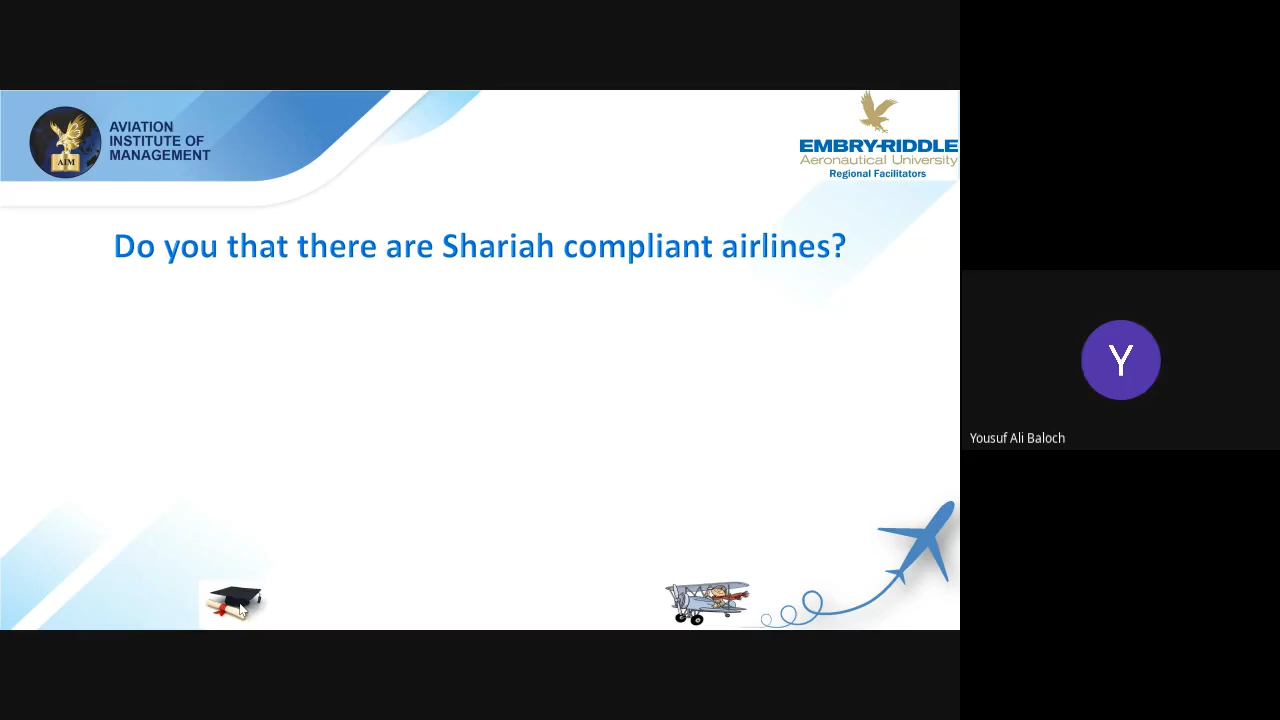 AVIATION
INSTITUTE OF
MANAGEMENT
AIM
EMBRY-RIDDLE
Aeronautical University
Regional Facilitators
Do you that there are Shariah compliant airlines?
Y
Yousuf Ali Baloch